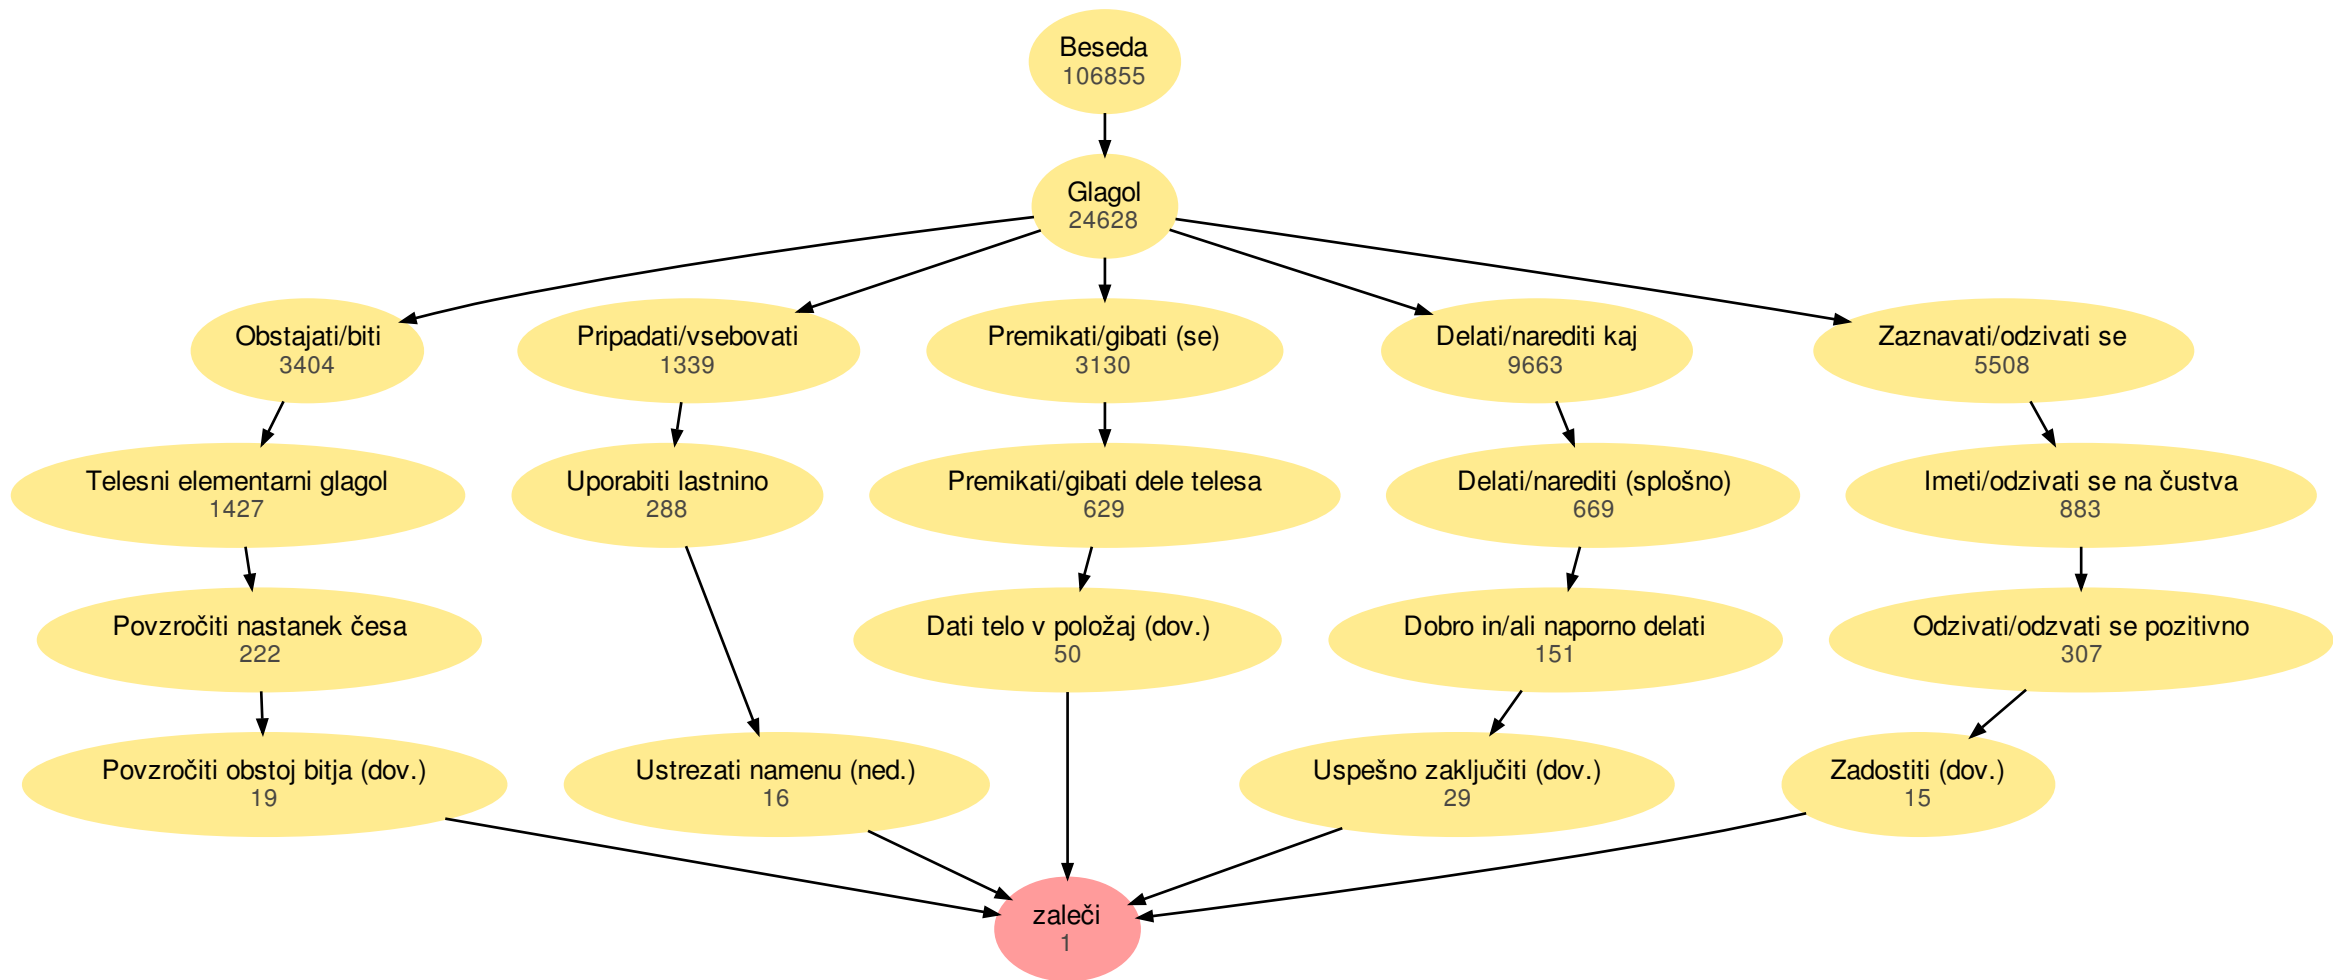 Beseda
106855
Glagol
24628
Obstajati/biti
3404
Pripadati/vsebovati
1339
Premikati/gibati (se)
3130
Delati/narediti kaj
9663
Zaznavati/odzivati se
5508
Telesni elementarni glagol
1427
Uporabiti lastnino
288
Premikati/gibati dele telesa
629
Delati/narediti (splošno)
669
Imeti/odzivati se na čustva
883
Povzročiti nastanek česa
222
Dati telo v položaj (dov.)
50
Dobro in/ali naporno delati
151
Odzivati/odzvati se pozitivno
307
Povzročiti obstoj bitja (dov.)
19
Ustrezati namenu (ned.)
16
Uspešno zaključiti (dov.)
29
Zadostiti (dov.)
15
zaleči
1